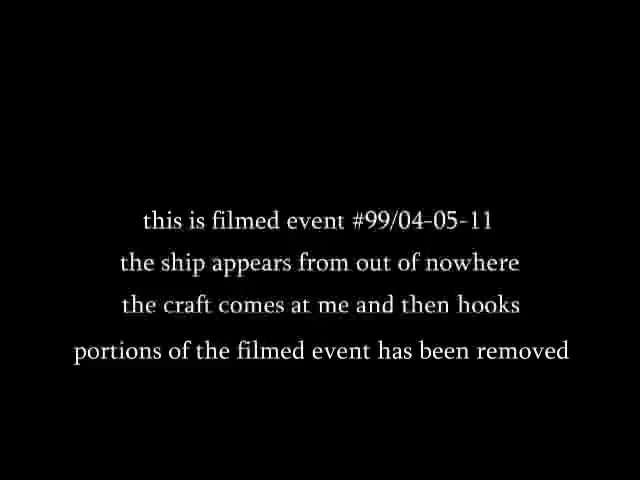 this is filmed event #99/04-05-11
the ship appears from out of nowhere
the craft comes at me and then hooks
portions of the filmed event has been removed